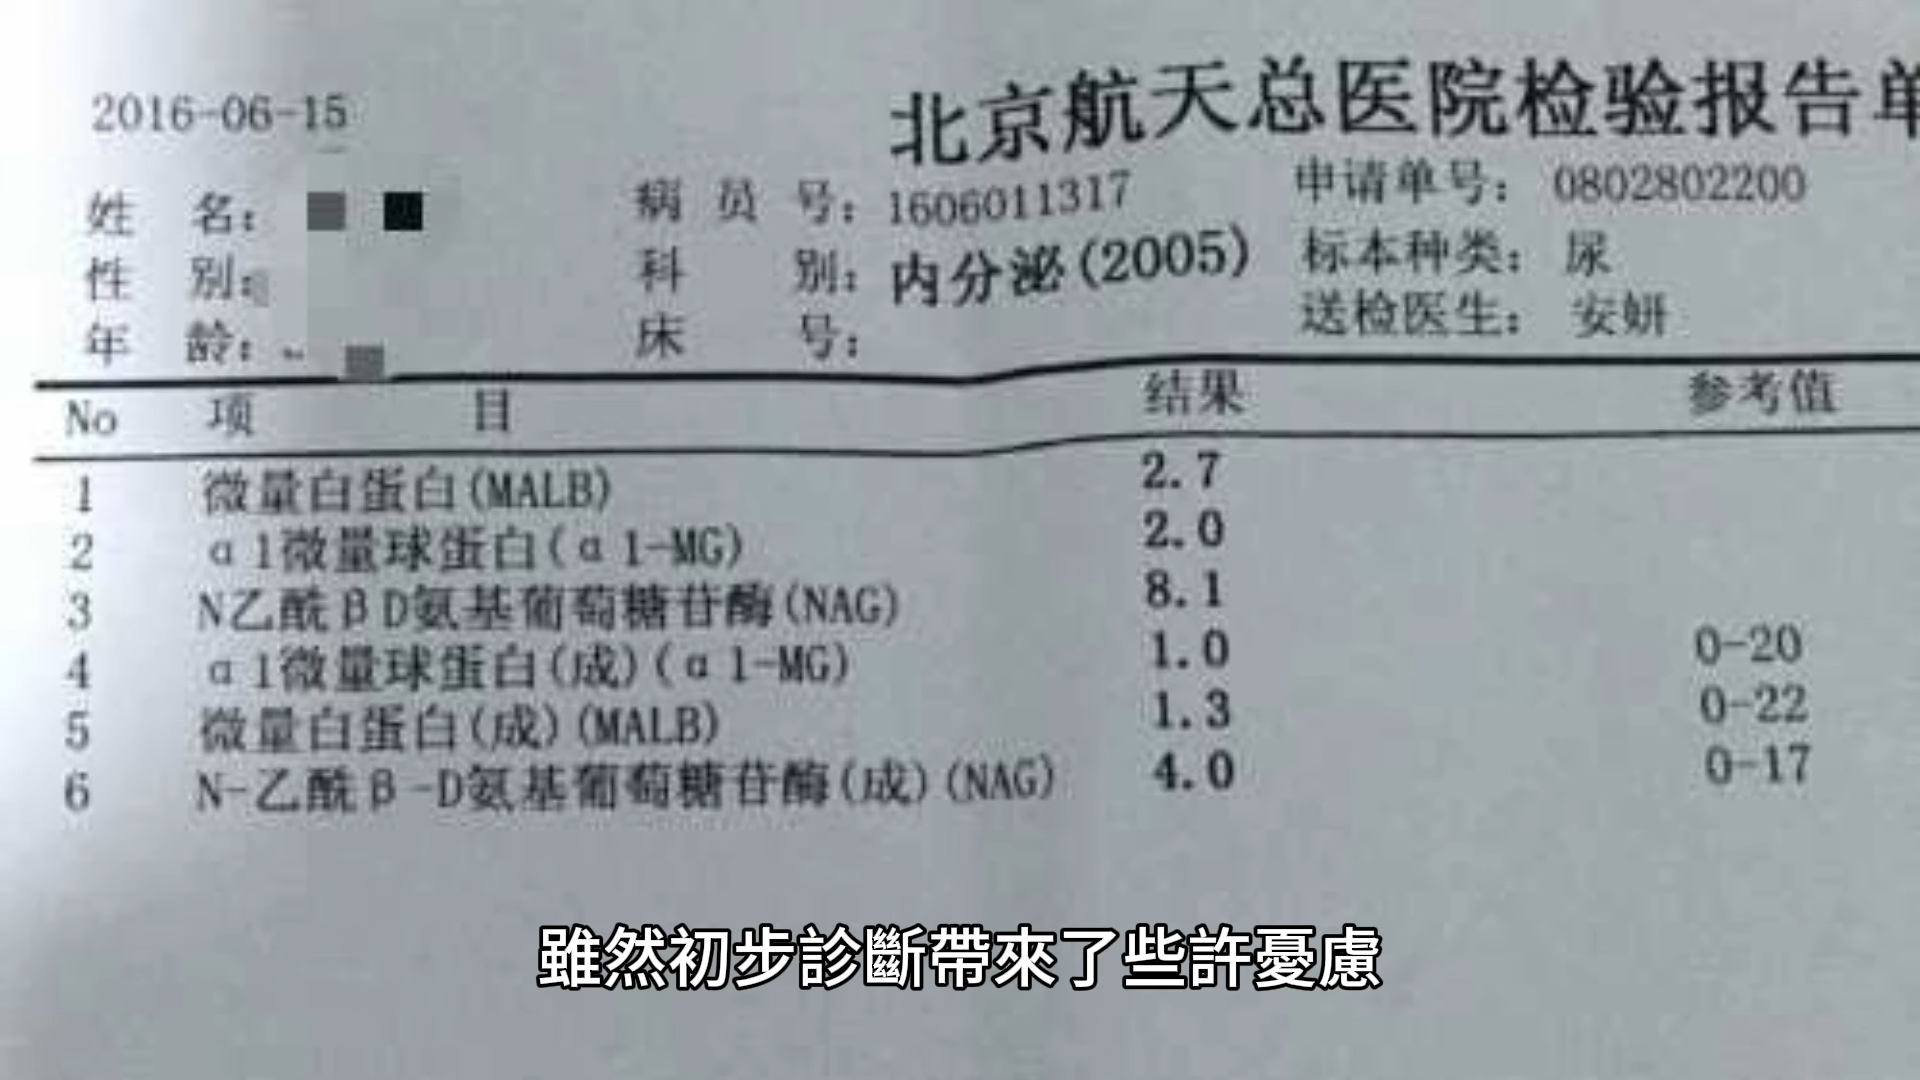 2016-06-15
北京航天总医院检验报告单
姓 名:
病 员 号: 1606011317
申请单号: 0802802200
性 别:
科 别: 内分泌(2005)
标本种类: 尿
年 龄:
床 号:
送检医生: 安妍
No 项 目 结果 参考值
1 微量白蛋白(MALB) 2.7
2 α1微量球蛋白(α1-MG) 2.0
3 N乙酰βD氨基葡萄糖苷酶(NAG) 8.1
4 α1微量球蛋白(成)(α1-MG) 1.0 0-20
5 微量白蛋白(成)(MALB) 1.3 0-22
6 N-乙酰β-D氨基葡萄糖苷酶(成)(NAG) 4.0 0-17
雖然初步診斷帶來了些許憂慮